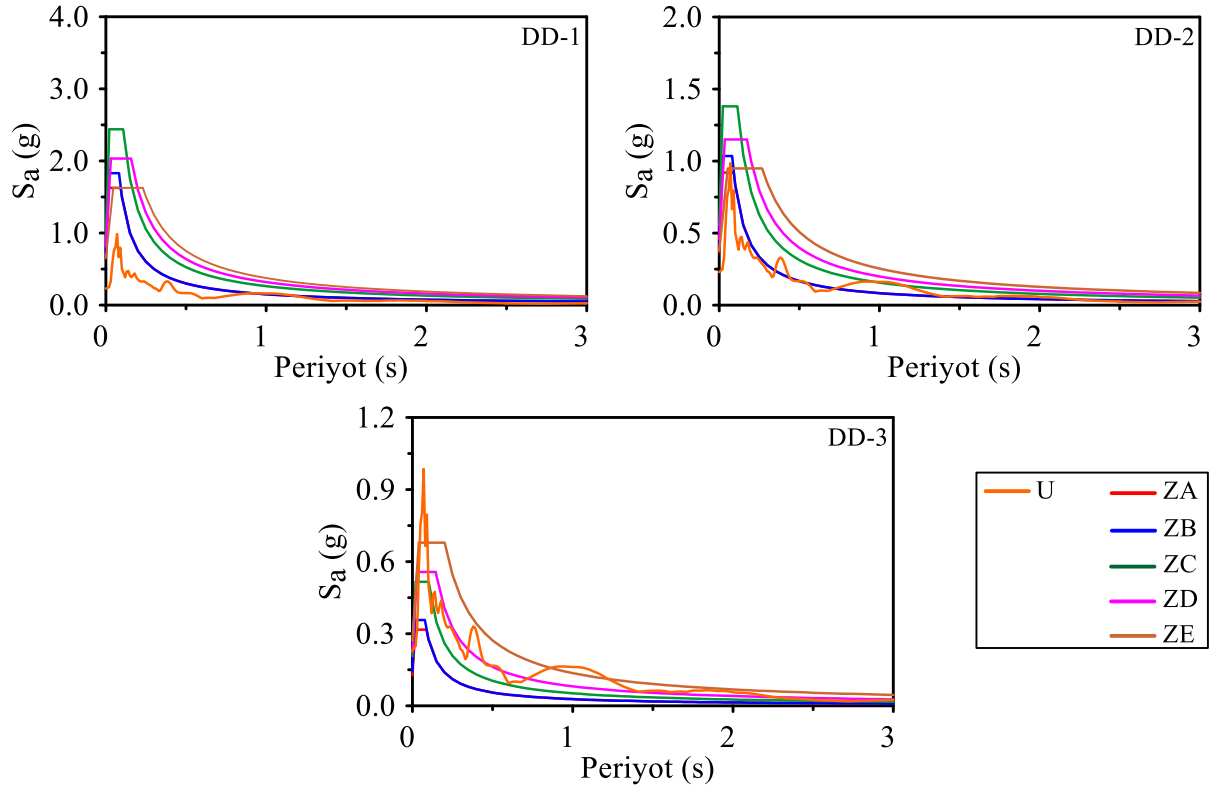 DD-1
4.0
3.0
2.0
1.0
0.0
Sa (g)
0 1 2 3
Periyot (s)
DD-2
2.0
1.5
1.0
0.5
0.0
Sa (g)
0 1 2 3
Periyot (s)
DD-3
1.2
0.9
0.6
0.3
0.0
Sa (g)
0 1 2 3
Periyot (s)
U ZA
ZB
ZC
ZD
ZE